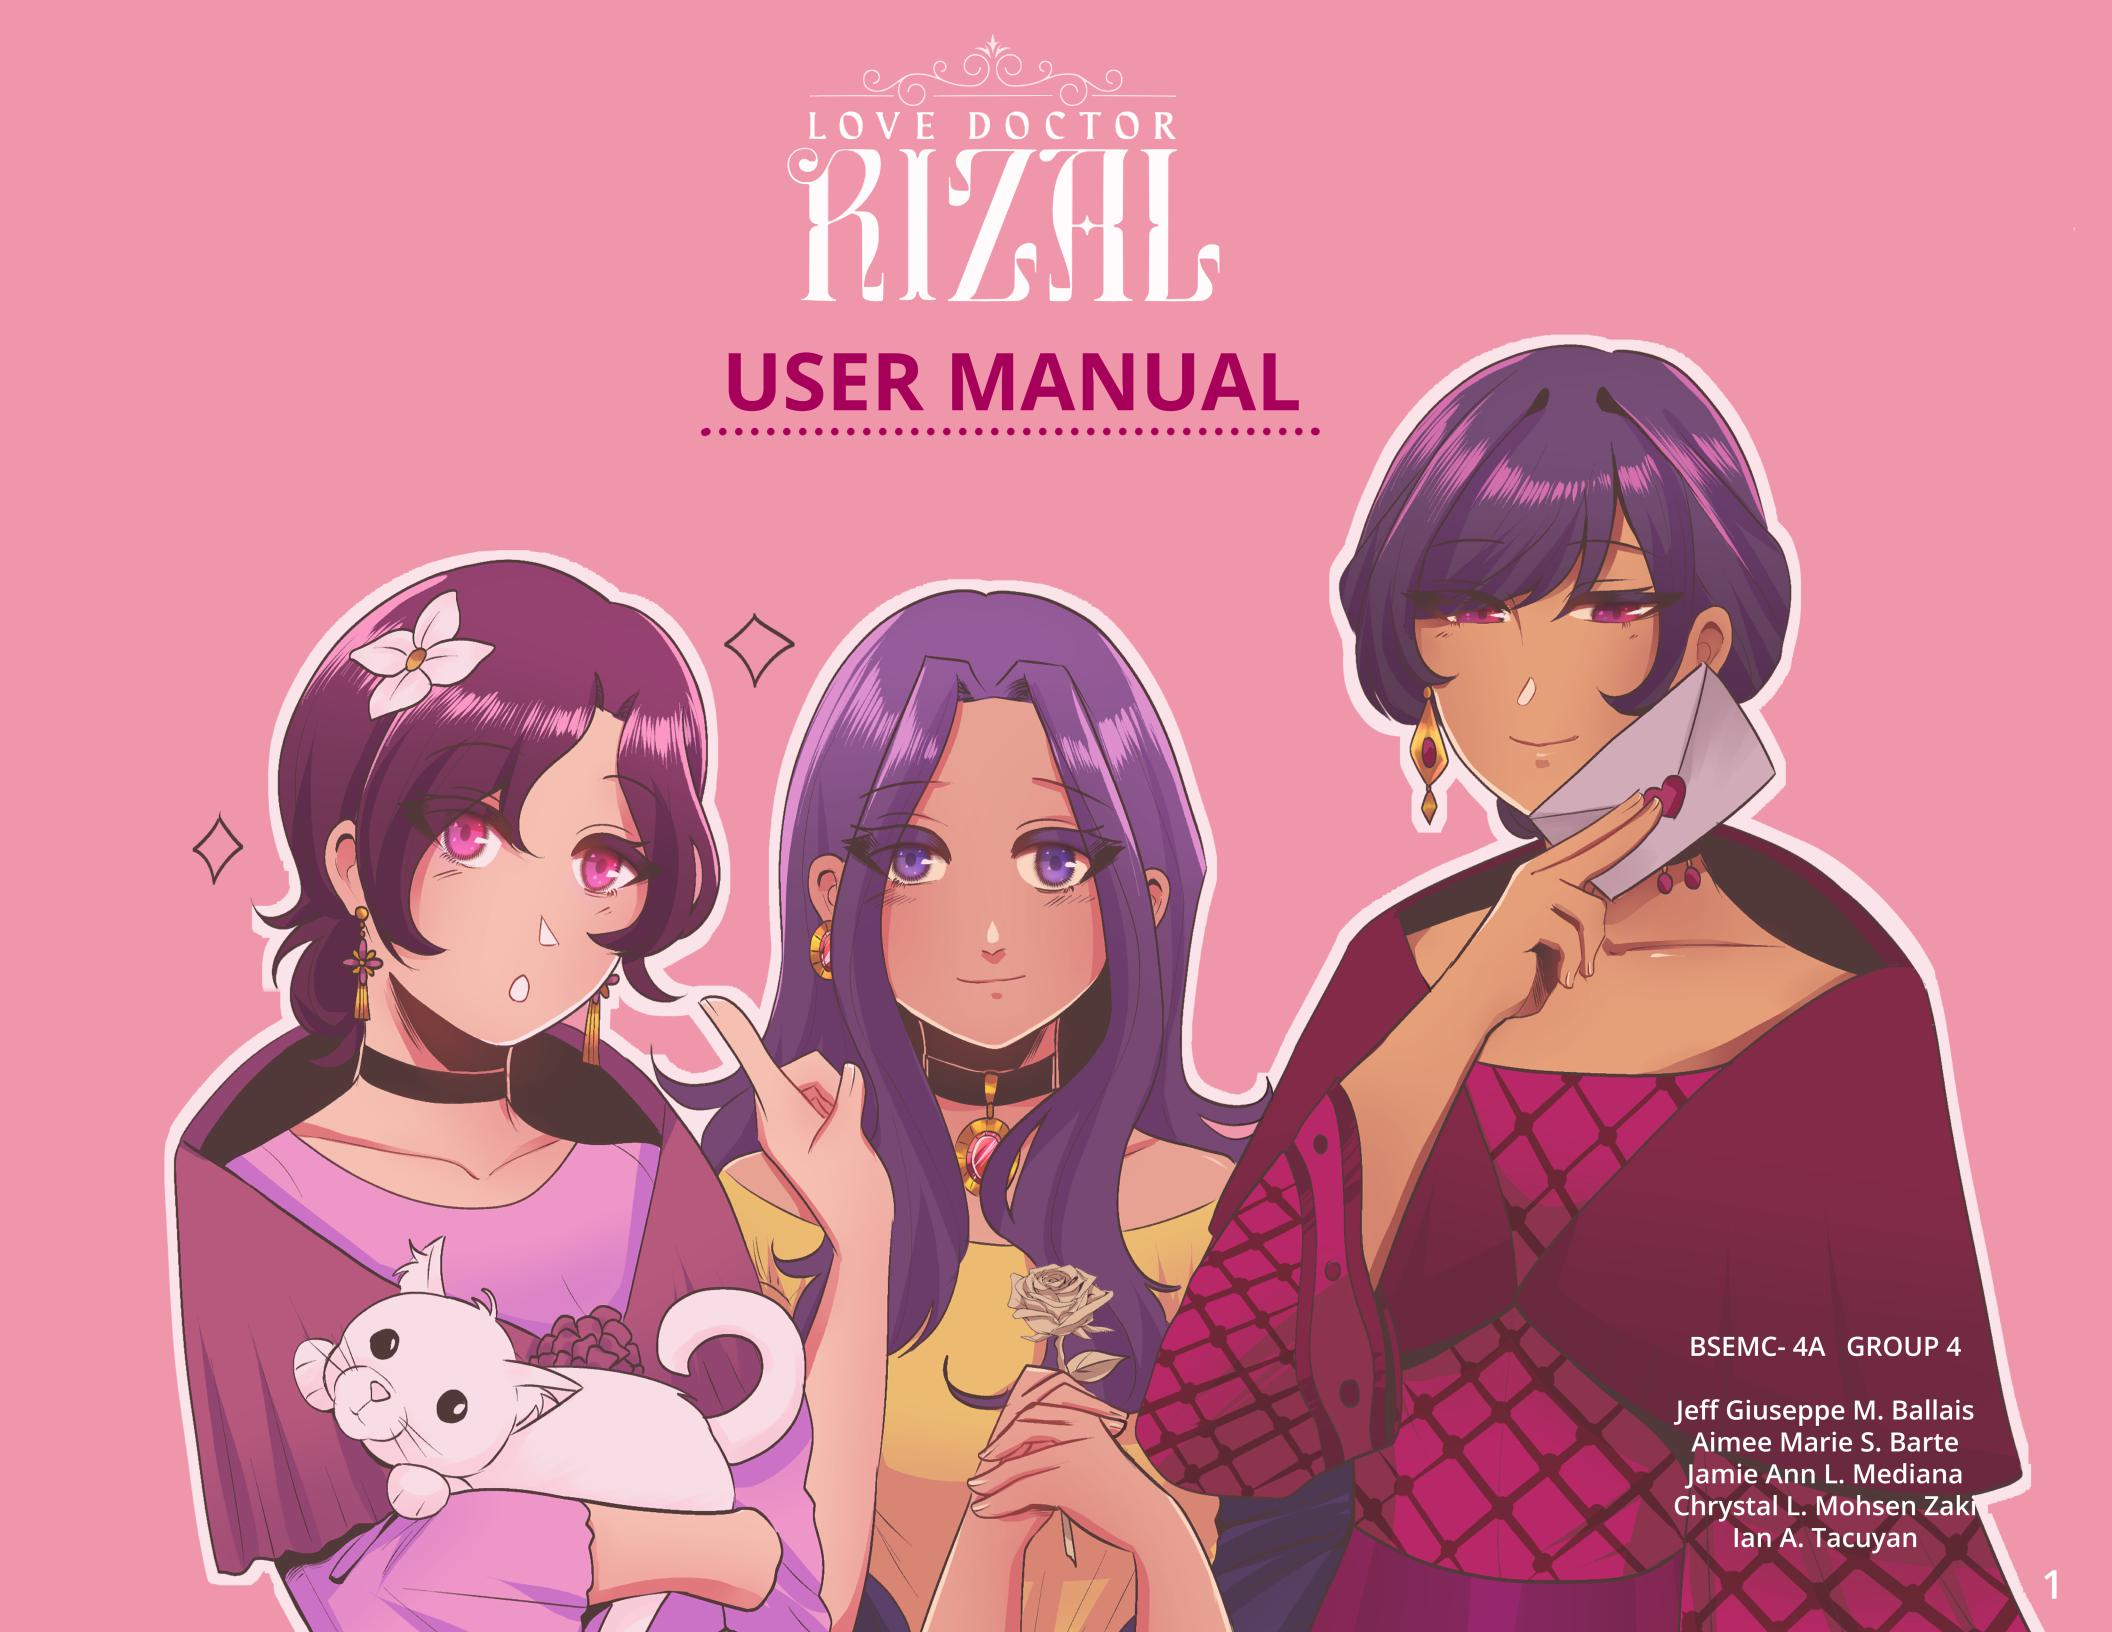 LOVE DOCTOR
RIZAL
USER MANUAL
BSEMC- 4A GROUP 4
Jeff Giuseppe M. Ballais
Aimee Marie S. Barte
Jamie Ann L. Mediana
Chrystal L. Mohsen Zaki
Ian A. Tacuyan
1